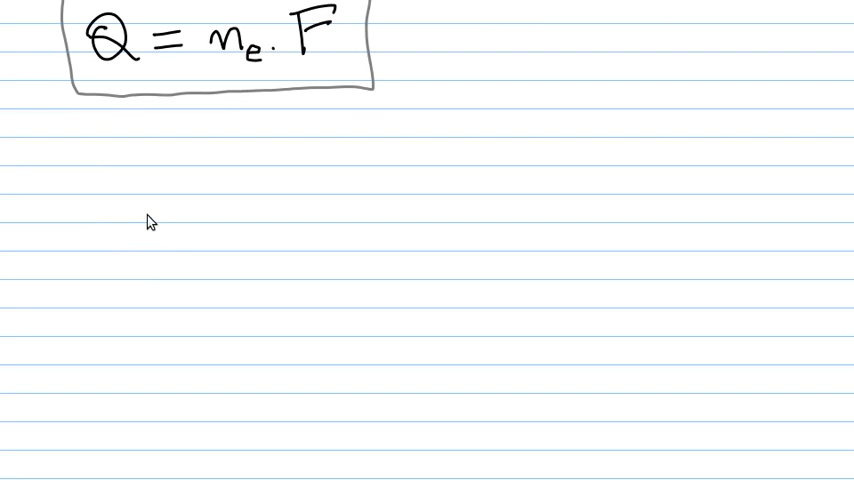 Q = nₑ. F